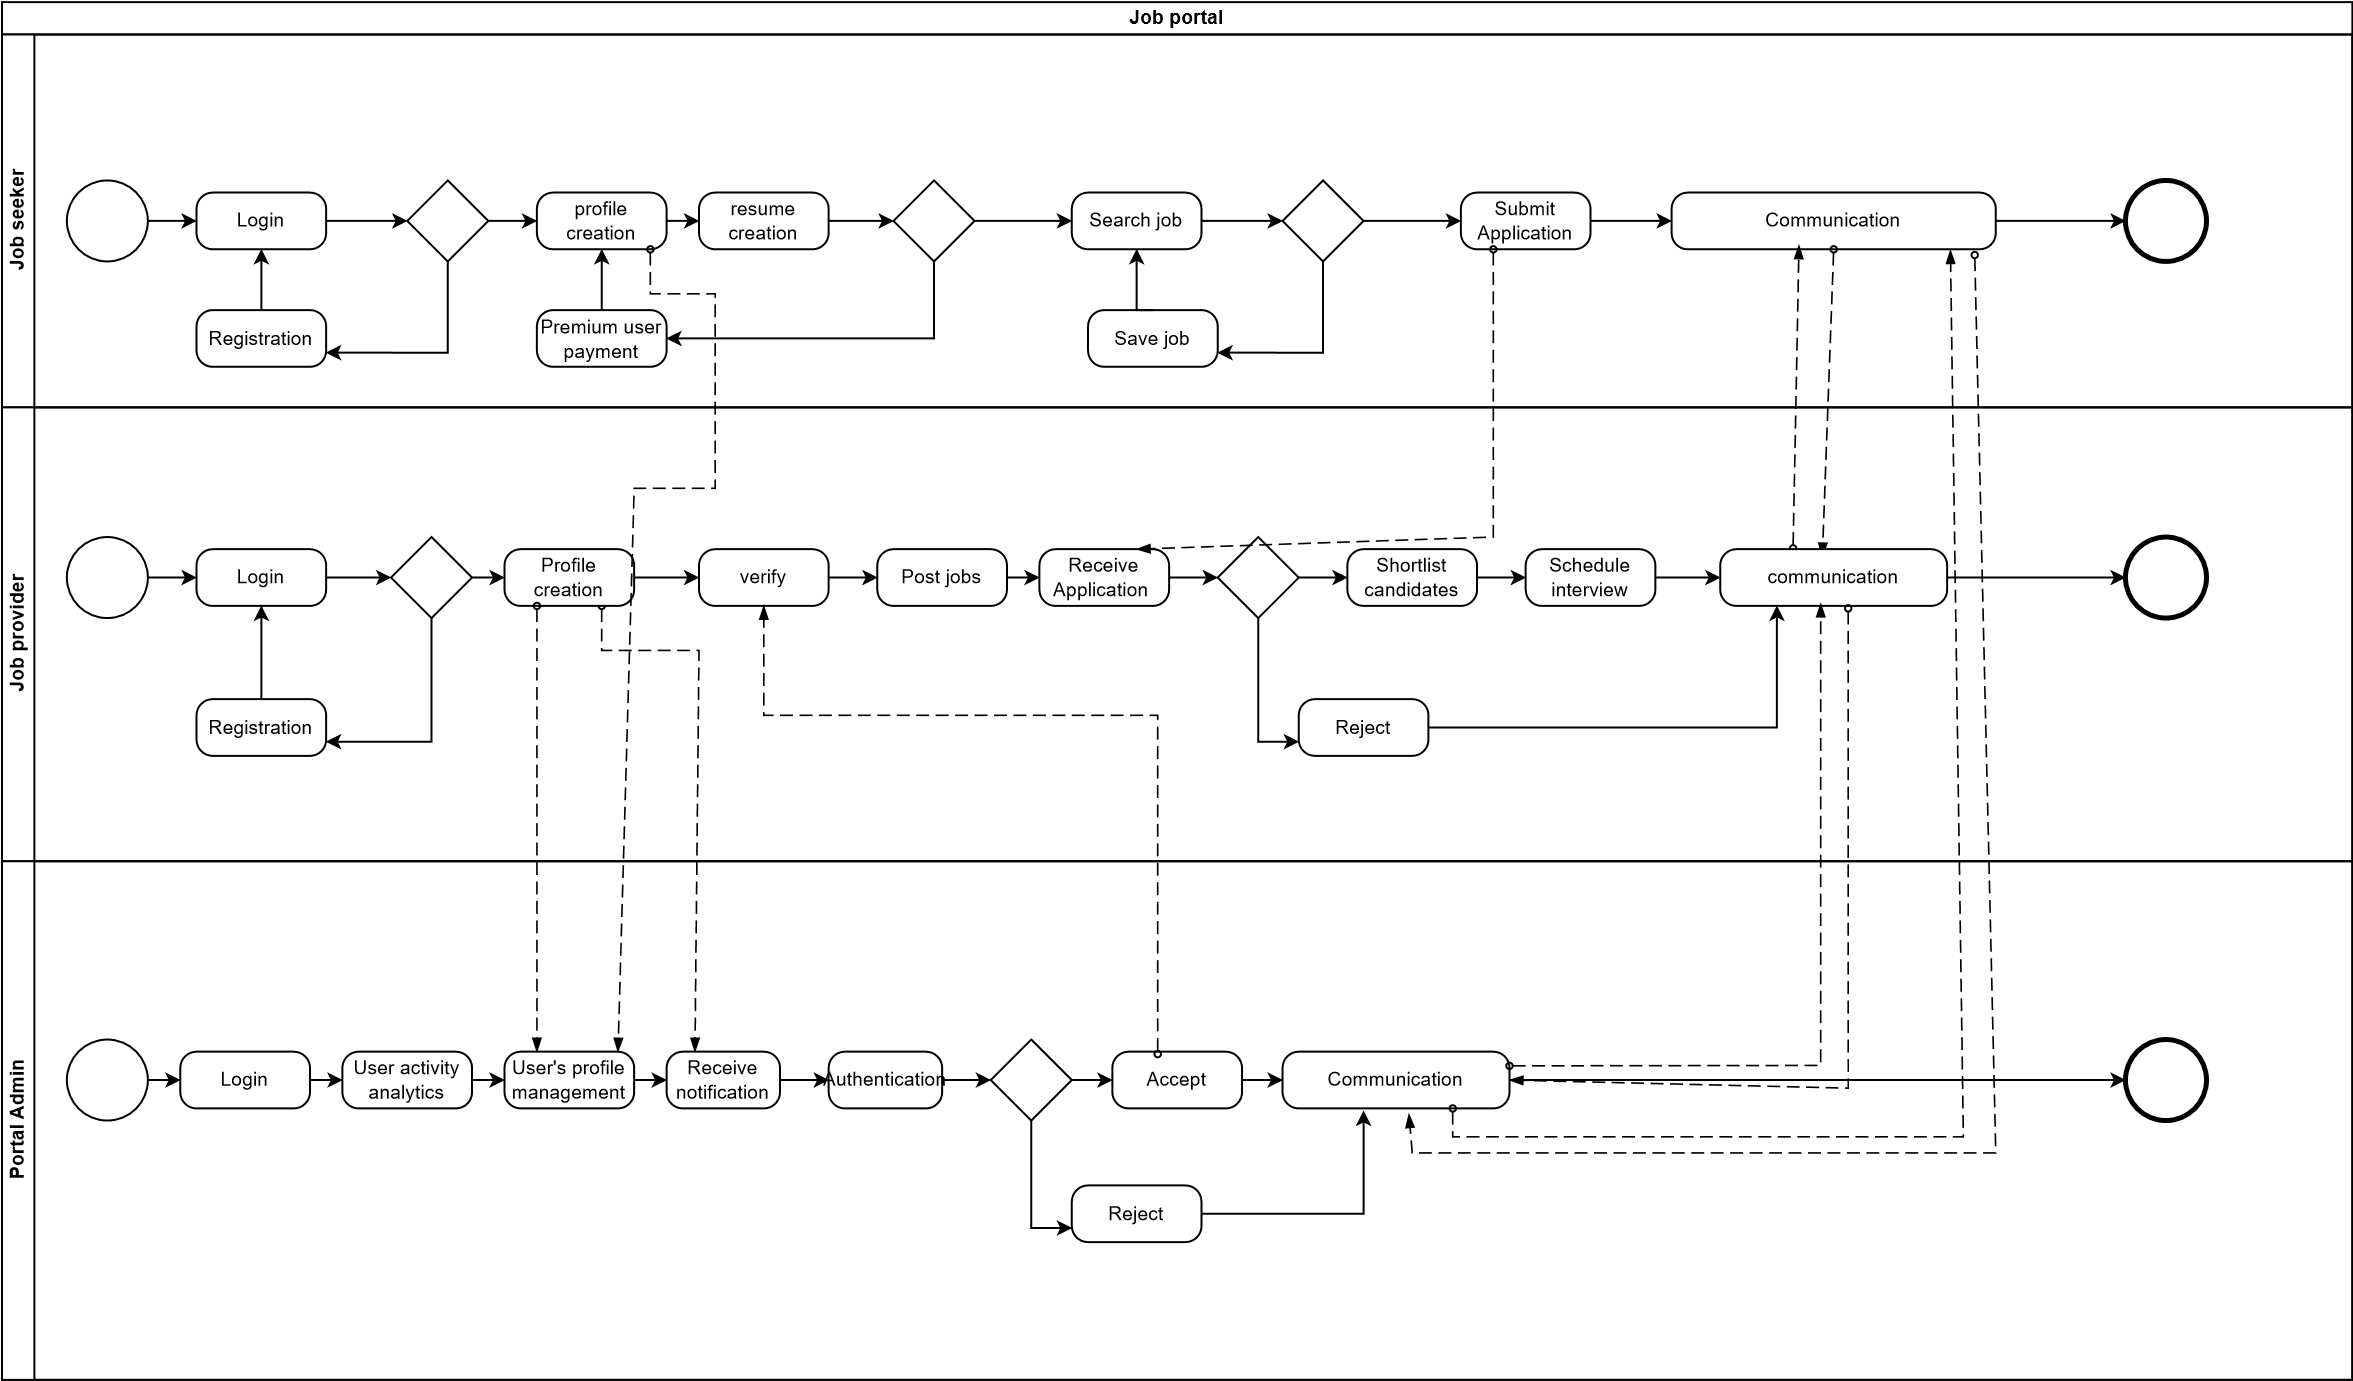 Job portal
Job seeker
Login
profile
creation
resume
creation
Search job
Submit
Application
Communication
Registration
Premium user
payment
Save job
Job provider
Login
Profile
creation
verify
Post jobs
Receive
Application
Shortlist
candidates
Schedule
interview
communication
Registration
Reject
Portal Admin
Login
User activity
analytics
User's profile
management
Receive
notification
Authentication
Accept
Communication
Reject